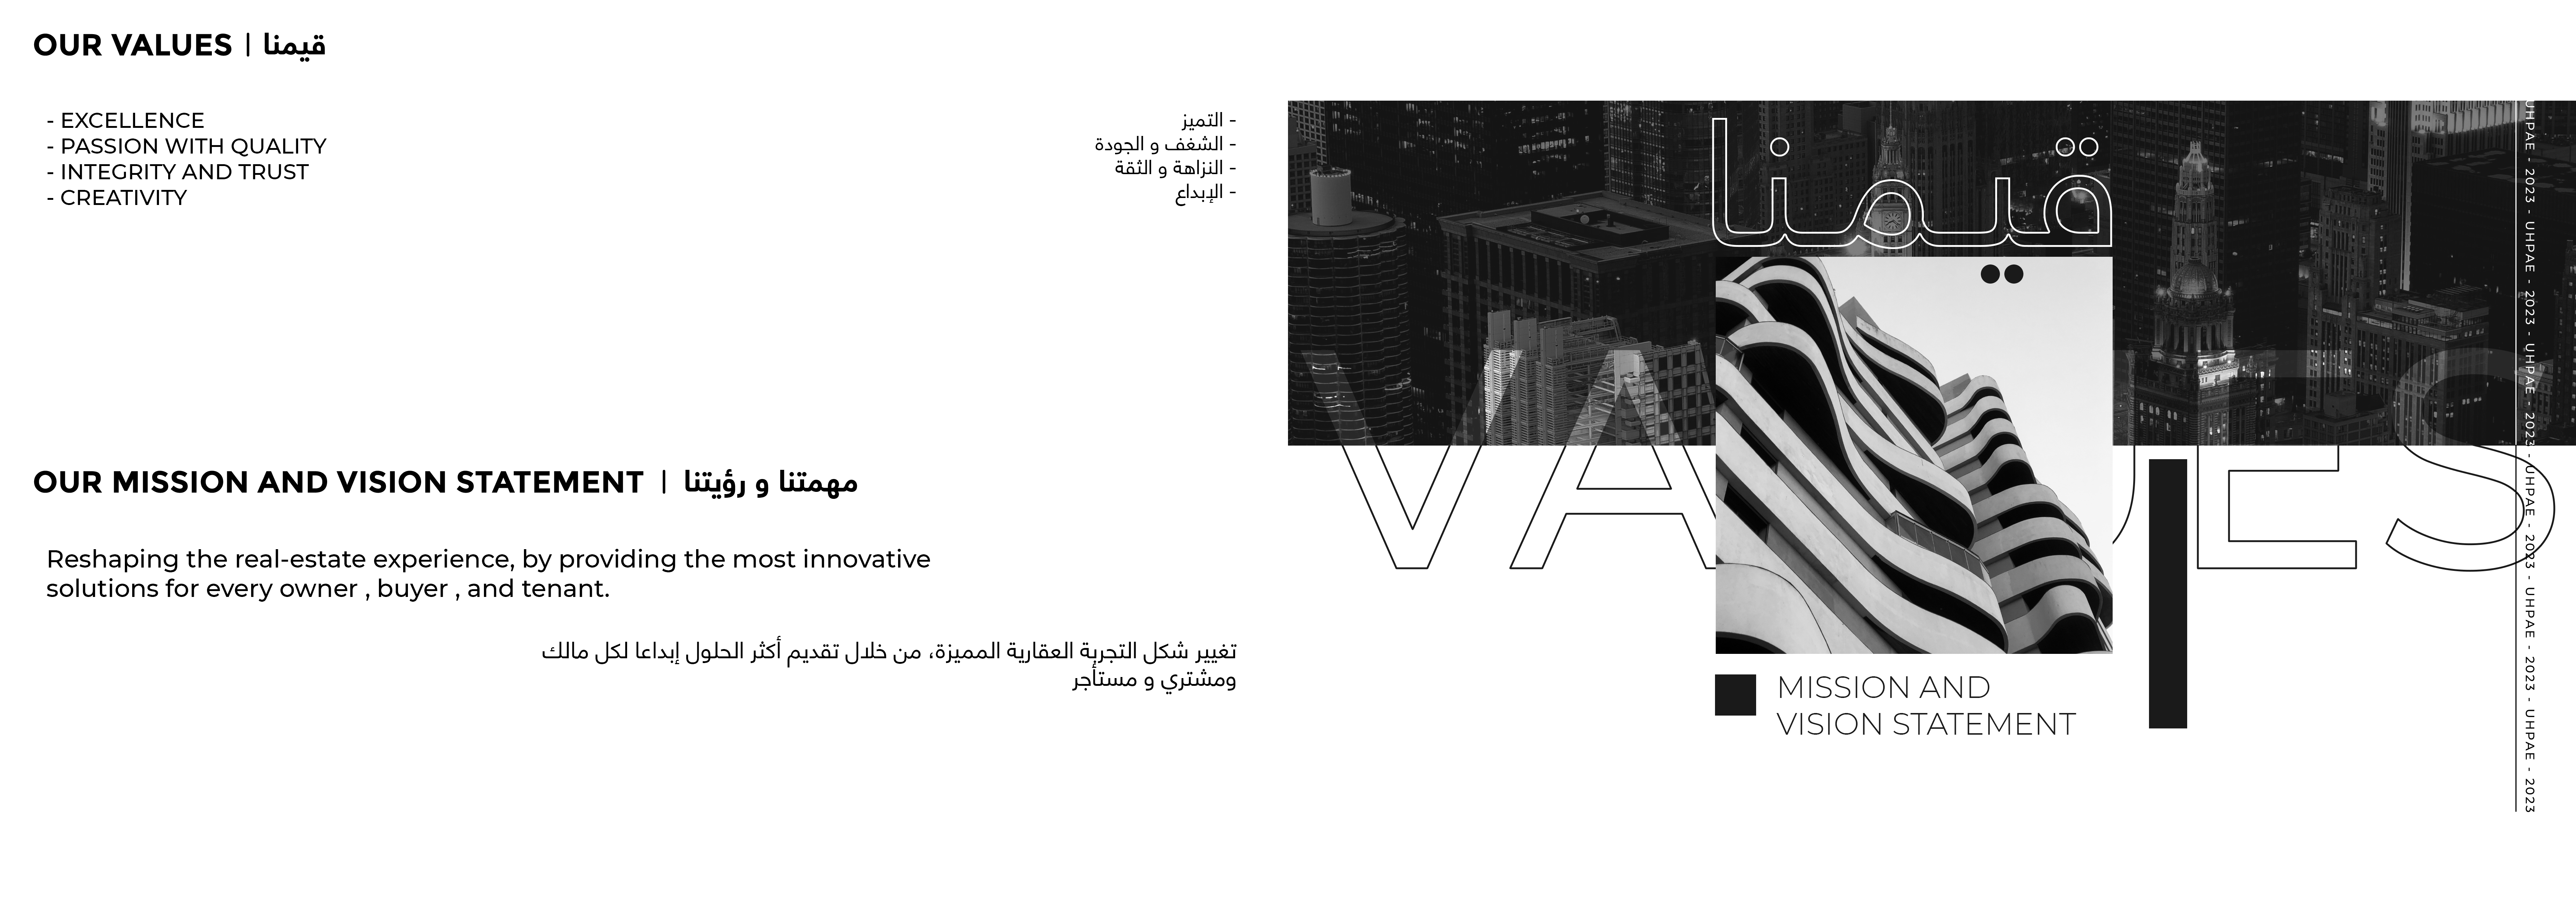 OUR VALUES | قيمنا
- EXCELLENCE
- PASSION WITH QUALITY
- INTEGRITY AND TRUST
- CREATIVITY
- التميز
- الشغف و الجودة
- النزاهة و الثقة
- الإبداع
OUR MISSION AND VISION STATEMENT | مهمتنا و رؤيتنا
Reshaping the real-estate experience, by providing the most innovative
solutions for every owner , buyer , and tenant.
تغيير شكل التجربة العقارية المميزة، من خلال تقديم أكثر الحلول إبداعا لكل مالك
ومشتري و مستأجر
قيمنا
VALUES
MISSION AND
VISION STATEMENT
UHPAE - 2023 - UHPAE - 2023 - UHPAE - 2023 - UHPAE - 2023 - UHPAE - 2023 - UHPAE - 2023